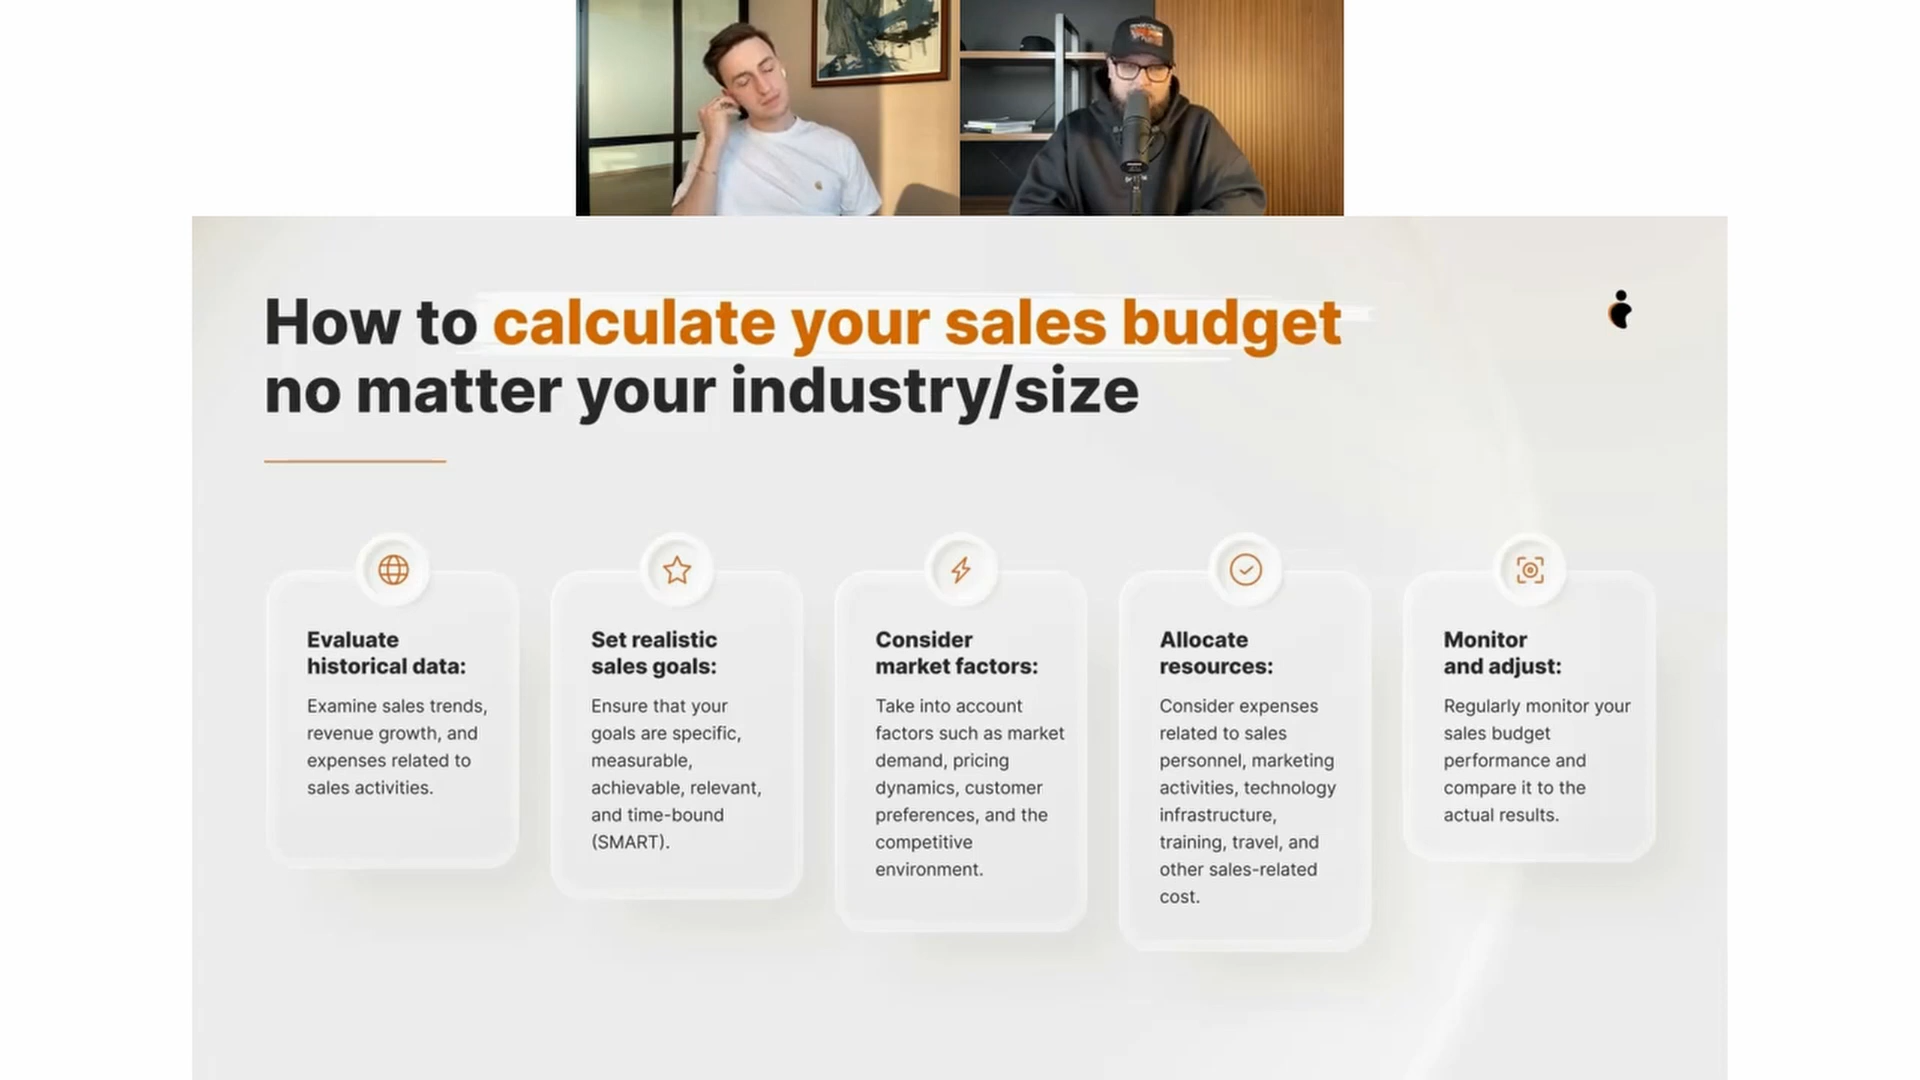 How to calculate your sales budget
no matter your industry/size
Evaluate
historical data:
Examine sales trends,
revenue growth, and
expenses related to
sales activities.
Set realistic
sales goals:
Ensure that your
goals are specific,
measurable,
achievable, relevant,
and time-bound
(SMART).
Consider
market factors:
Take into account
factors such as market
demand, pricing
dynamics, customer
preferences, and the
competitive
environment.
Allocate
resources:
Consider expenses
related to sales
personnel, marketing
activities, technology
infrastructure,
training, travel, and
other sales-related
cost.
Monitor
and adjust:
Regularly monitor your
sales budget
performance and
compare it to the
actual results.